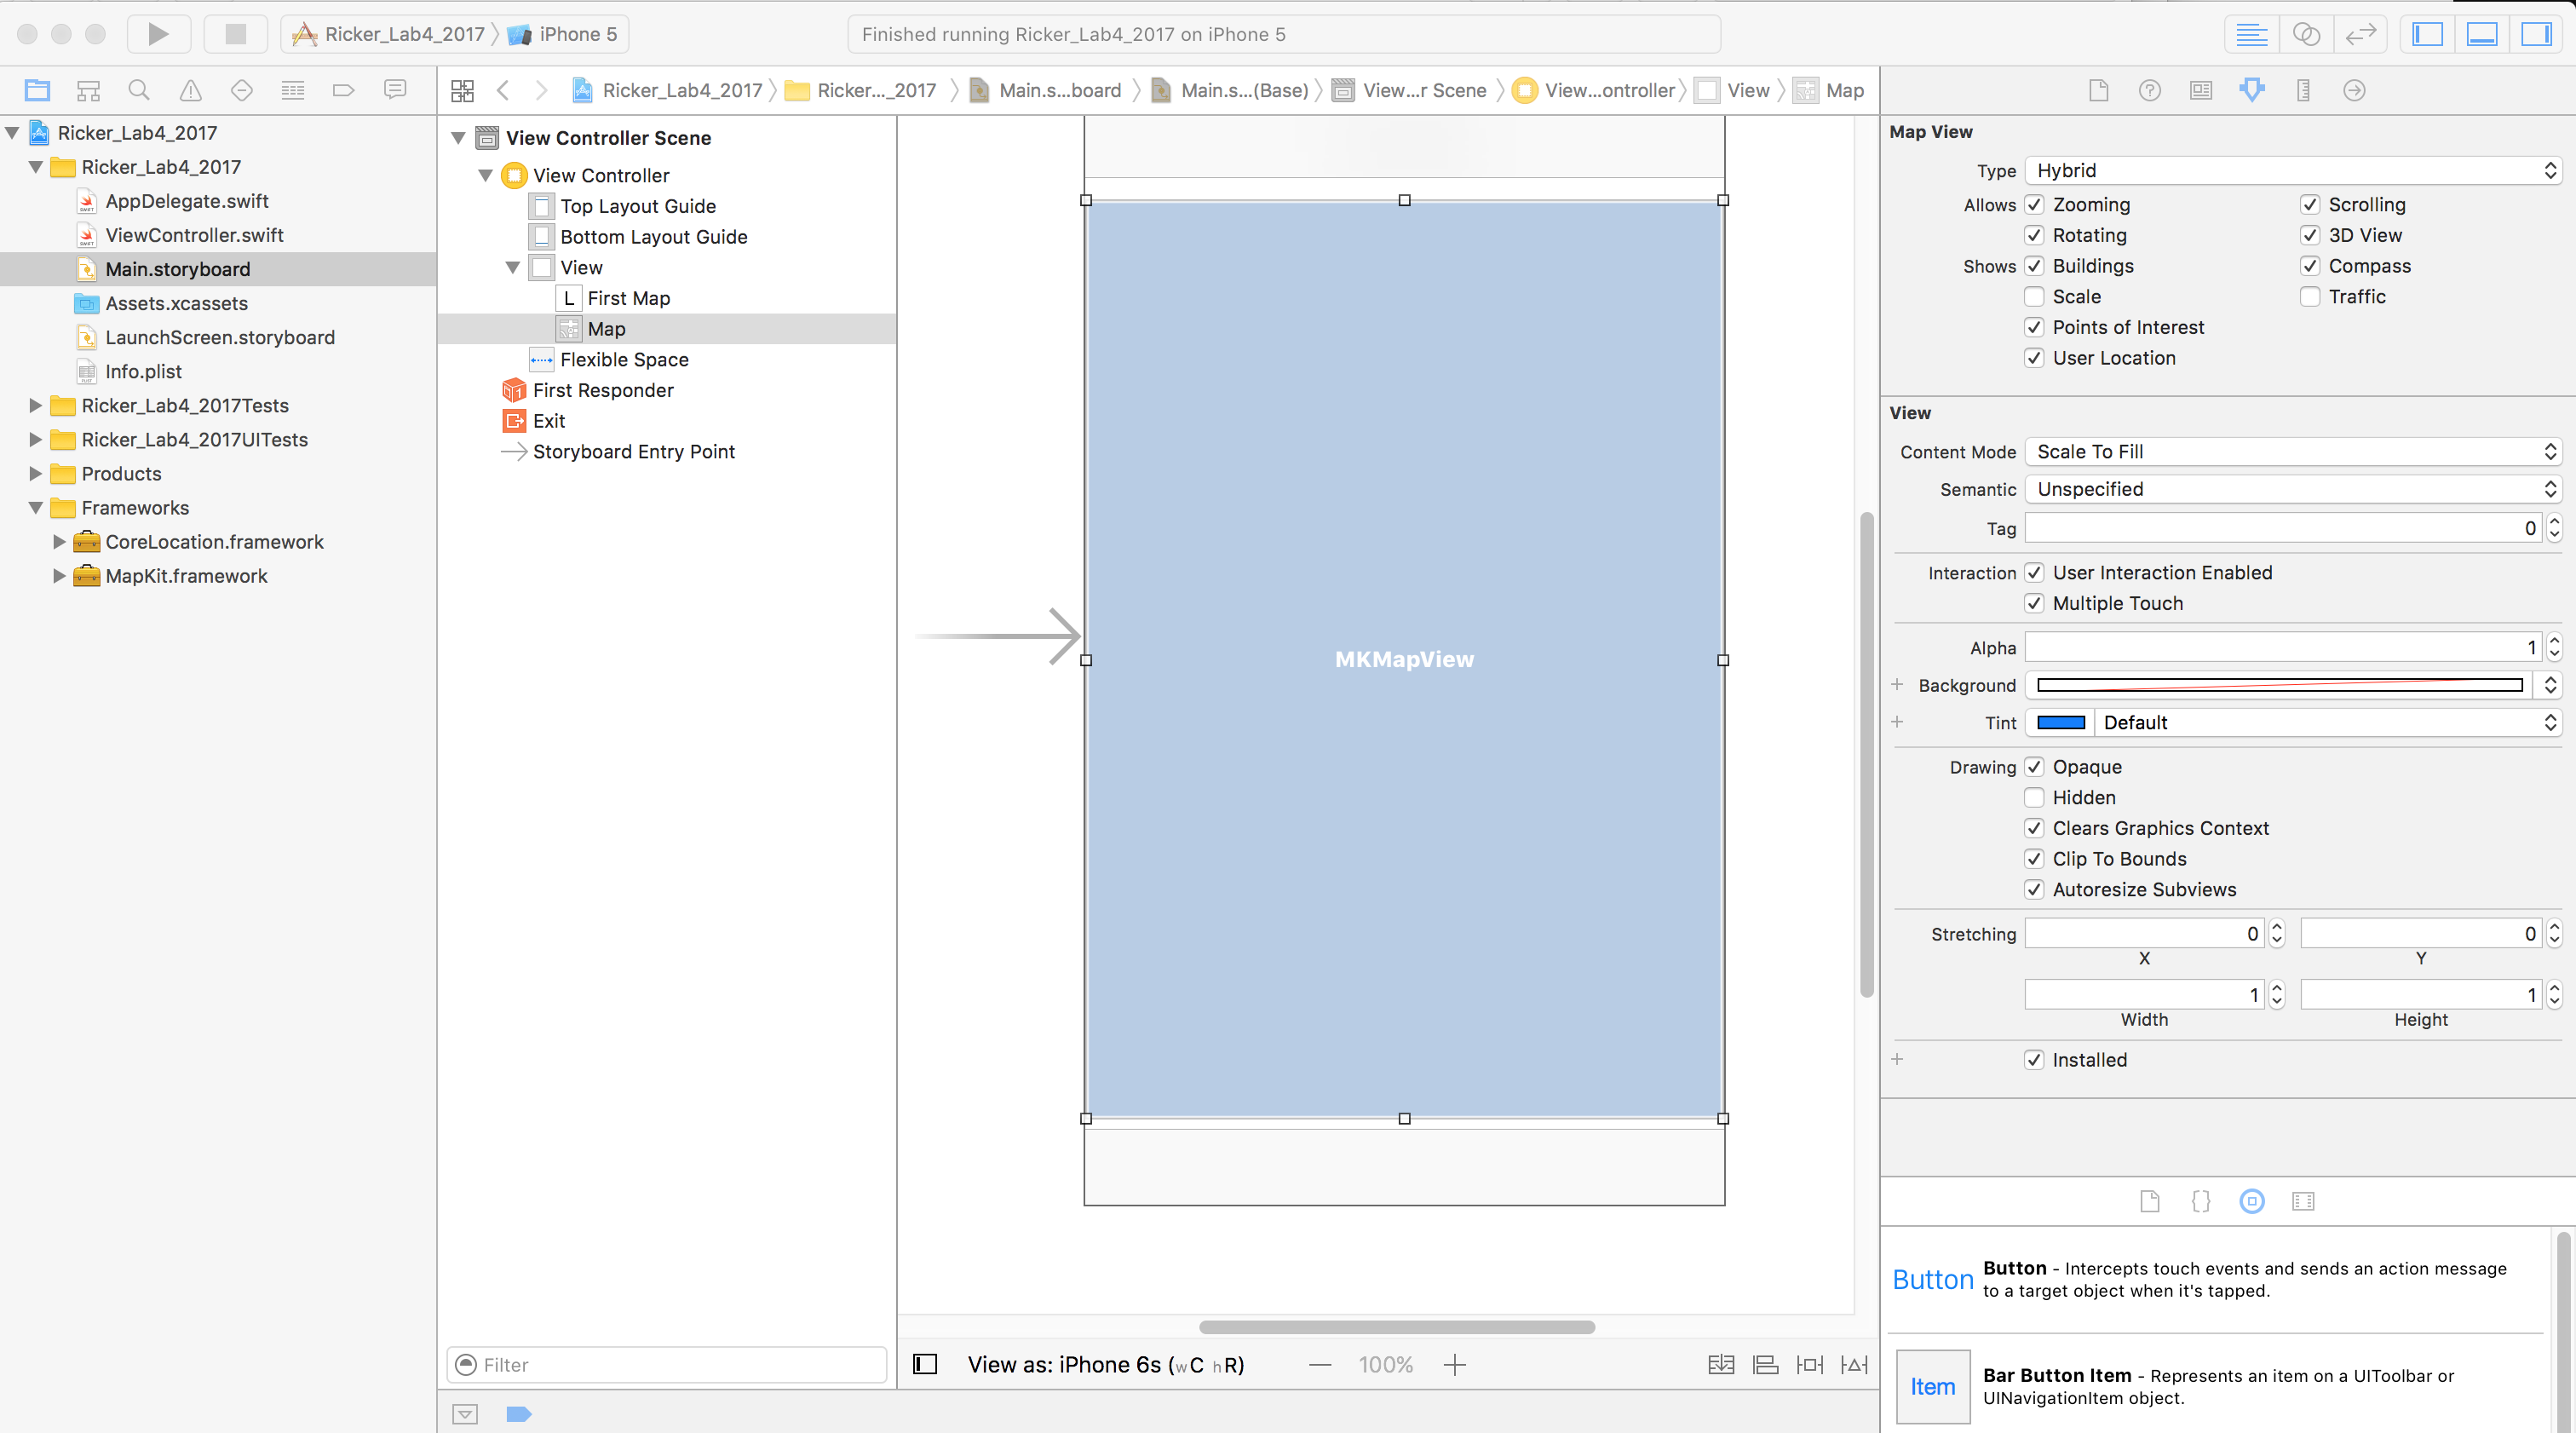 Ricker_Lab4_2017 iPhone 5
Finished running Ricker_Lab4_2017 on iPhone 5
Ricker_Lab4_2017 Ricker..._2017 Main.s...board Main.s...(Base) View...r Scene View...ontroller View Map
Ricker_Lab4_2017
Ricker_Lab4_2017
AppDelegate.swift
ViewController.swift
Main.storyboard
Assets.xcassets
LaunchScreen.storyboard
Info.plist
Ricker_Lab4_2017Tests
Ricker_Lab4_2017UITests
Products
Frameworks
CoreLocation.framework
MapKit.framework
View Controller Scene
View Controller
Top Layout Guide
Bottom Layout Guide
View
L First Map
Map
Flexible Space
First Responder
Exit
Storyboard Entry Point
Filter
MKMapView
View as: iPhone 6s (wC hR) — 100% +
Map View
Type Hybrid
Allows Zooming Scrolling
Rotating 3D View
Shows Buildings Compass
Scale Traffic
Points of Interest
User Location
View
Content Mode Scale To Fill
Semantic Unspecified
Tag 0
Interaction User Interaction Enabled
Multiple Touch
Alpha 1
+ Background
+ Tint Default
Drawing Opaque
Hidden
Clears Graphics Context
Clip To Bounds
Autoresize Subviews
Stretching 0 0
X Y
1 1
Width Height
+ Installed
Button Button - Intercepts touch events and sends an action message
to a target object when it's tapped.
Item Bar Button Item - Represents an item on a UIToolbar or
UINavigationItem object.